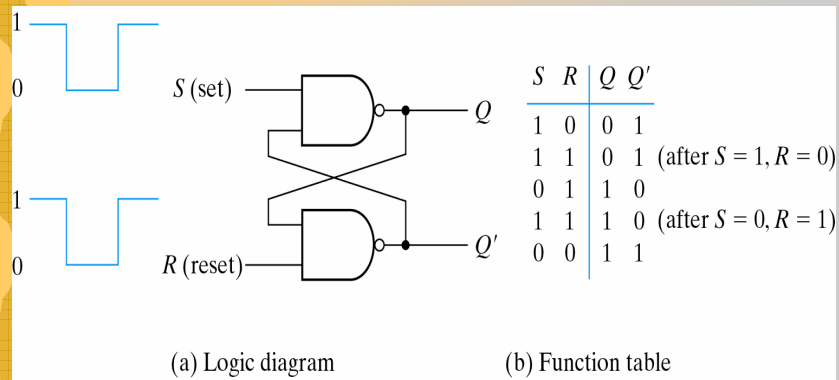 1
0
S (set)
Q
1
0
R (reset)
Q'
(a) Logic diagram
S R Q Q'
1 0 0 1
1 1 0 1 (after S = 1, R = 0)
0 1 1 0
1 1 1 0 (after S = 0, R = 1)
0 0 1 1
(b) Function table